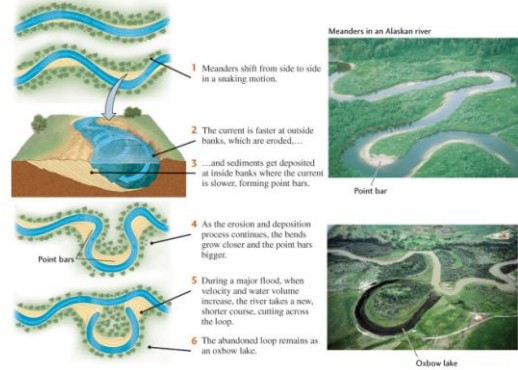 Meanders in an Alaskan river
1 Meanders shift from side to side
in a snaking motion.
2 The current is faster at outside
banks, which are eroded,...
3 ...and sediments get deposited
at inside banks where the current
is slower, forming point bars.
Point bar
4 As the erosion and deposition
process continues, the bends
grow closer and the point bars
bigger.
Point bars
5 During a major flood, when
velocity and water volume
increase, the river takes a new,
shorter course, cutting across
the loop.
6 The abandoned loop remains as
an oxbow lake.
Oxbow lake